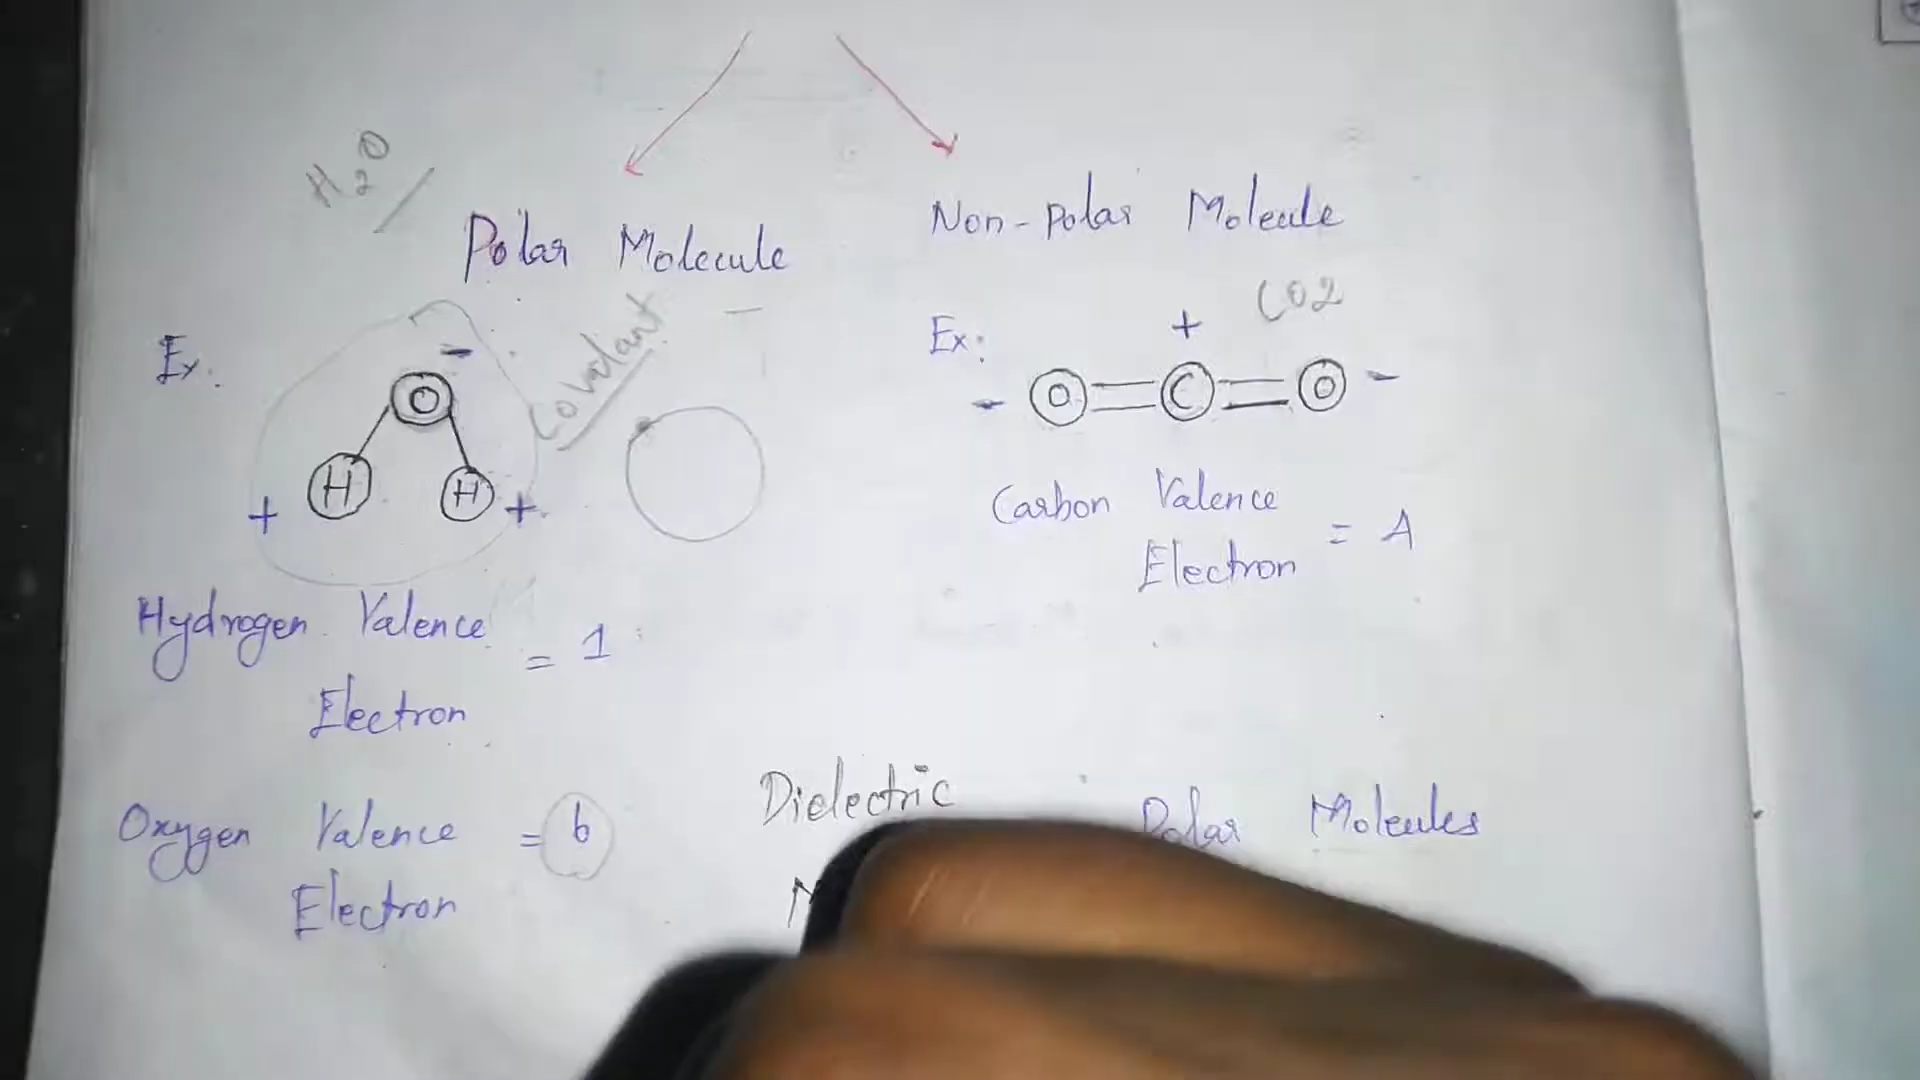 H2O
Polar Molecule
Non-polar Molecule
Ex.
-
O
H
H
+
+
Covalant
Ex:
+
CO2
-
O
C
O
-
Carbon Valence
Electron = 4
Hydrogen Valence
Electron = 1
Oxygen Valence
Electron = 6
Dielectric
Polar Molecules